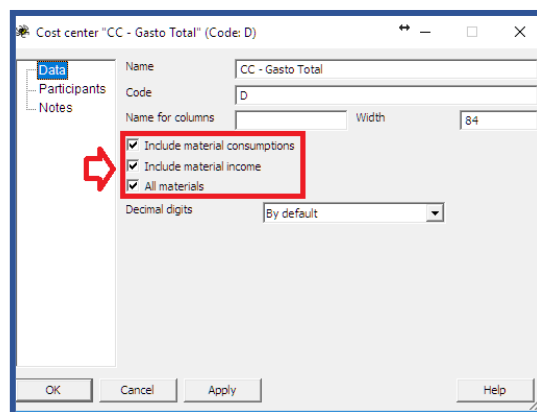 Cost center "CC - Gasto Total" (Code: D)
Data
Participants
Notes
Name
CC - Gasto Total
Code
D
Name for columns
Width
84
Include material consumptions
Include material income
All materials
Decimal digits
By default
OK
Cancel
Apply
Help